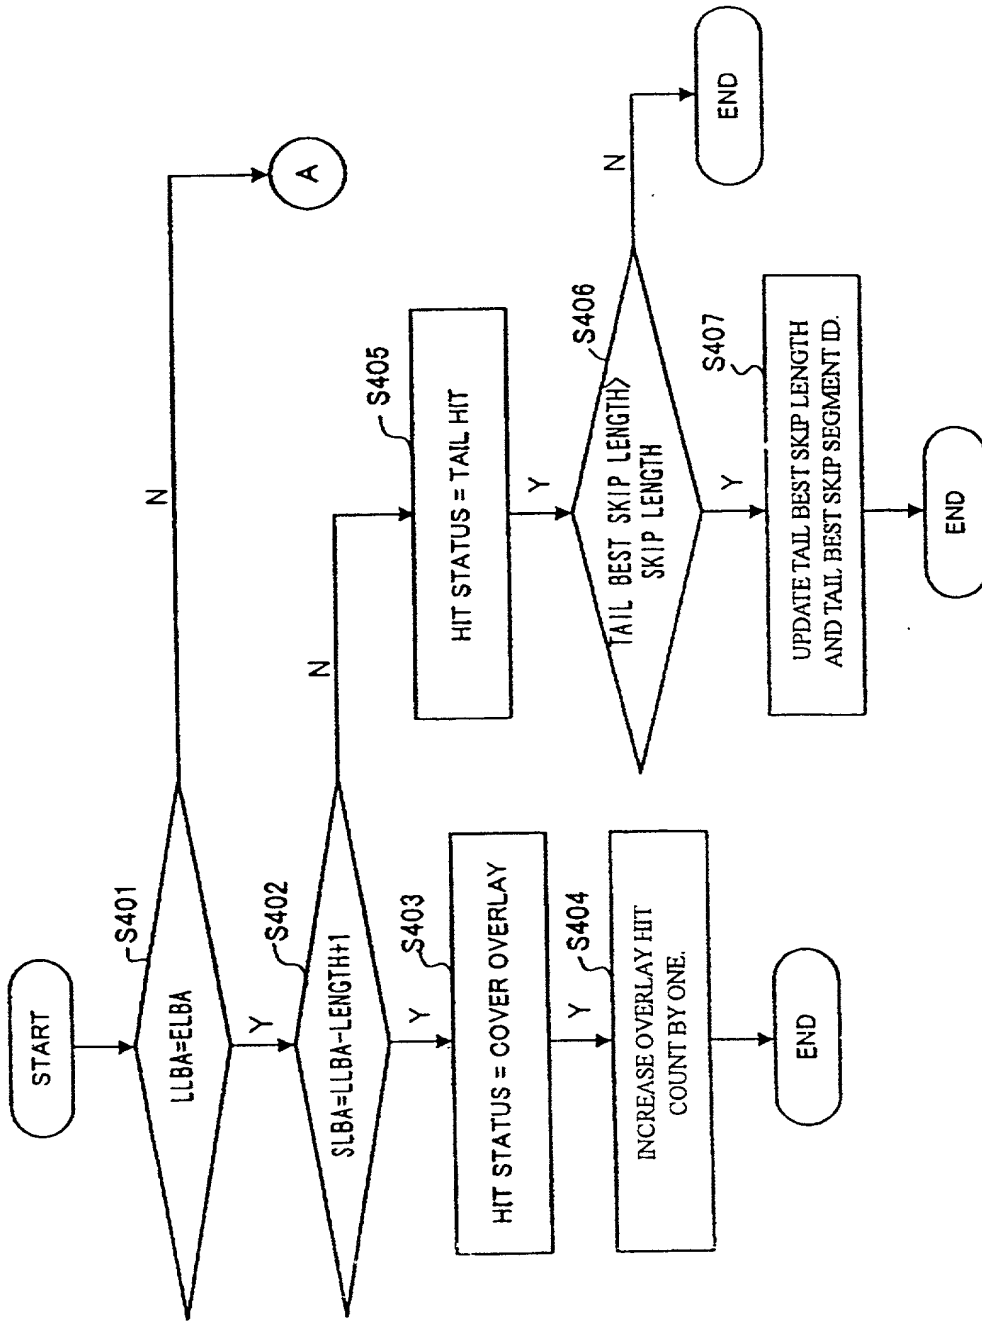 START
S401
LLBA=ELBA
N
A
Y
S402
SLBA=LLBA-LENGTH+1
N
Y
S403
HIT STATUS = COVER OVERLAY
Y
S404
INCREASE OVERLAY HIT
COUNT BY ONE.
END
S405
HIT STATUS = TAIL HIT
Y
S406
TAIL BEST SKIP LENGTH>
SKIP LENGTH
N
END
Y
S407
UPDATE TAIL BEST SKIP LENGTH
AND TAIL BEST SKIP SEGMENT ID.
END